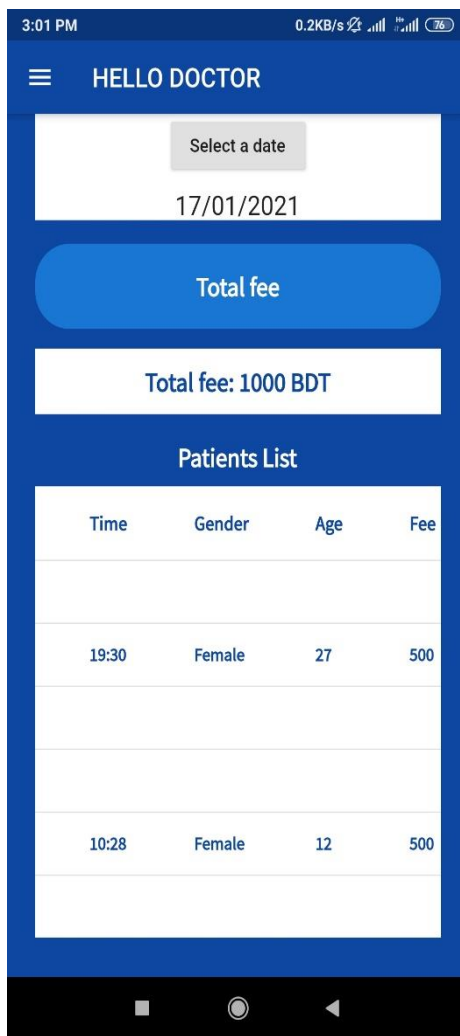 3:01 PM 0.2KB/s 76
HELLO DOCTOR
Select a date
17/01/2021
Total fee
Total fee: 1000 BDT
Patients List
Time Gender Age Fee
19:30 Female 27 500
10:28 Female 12 500